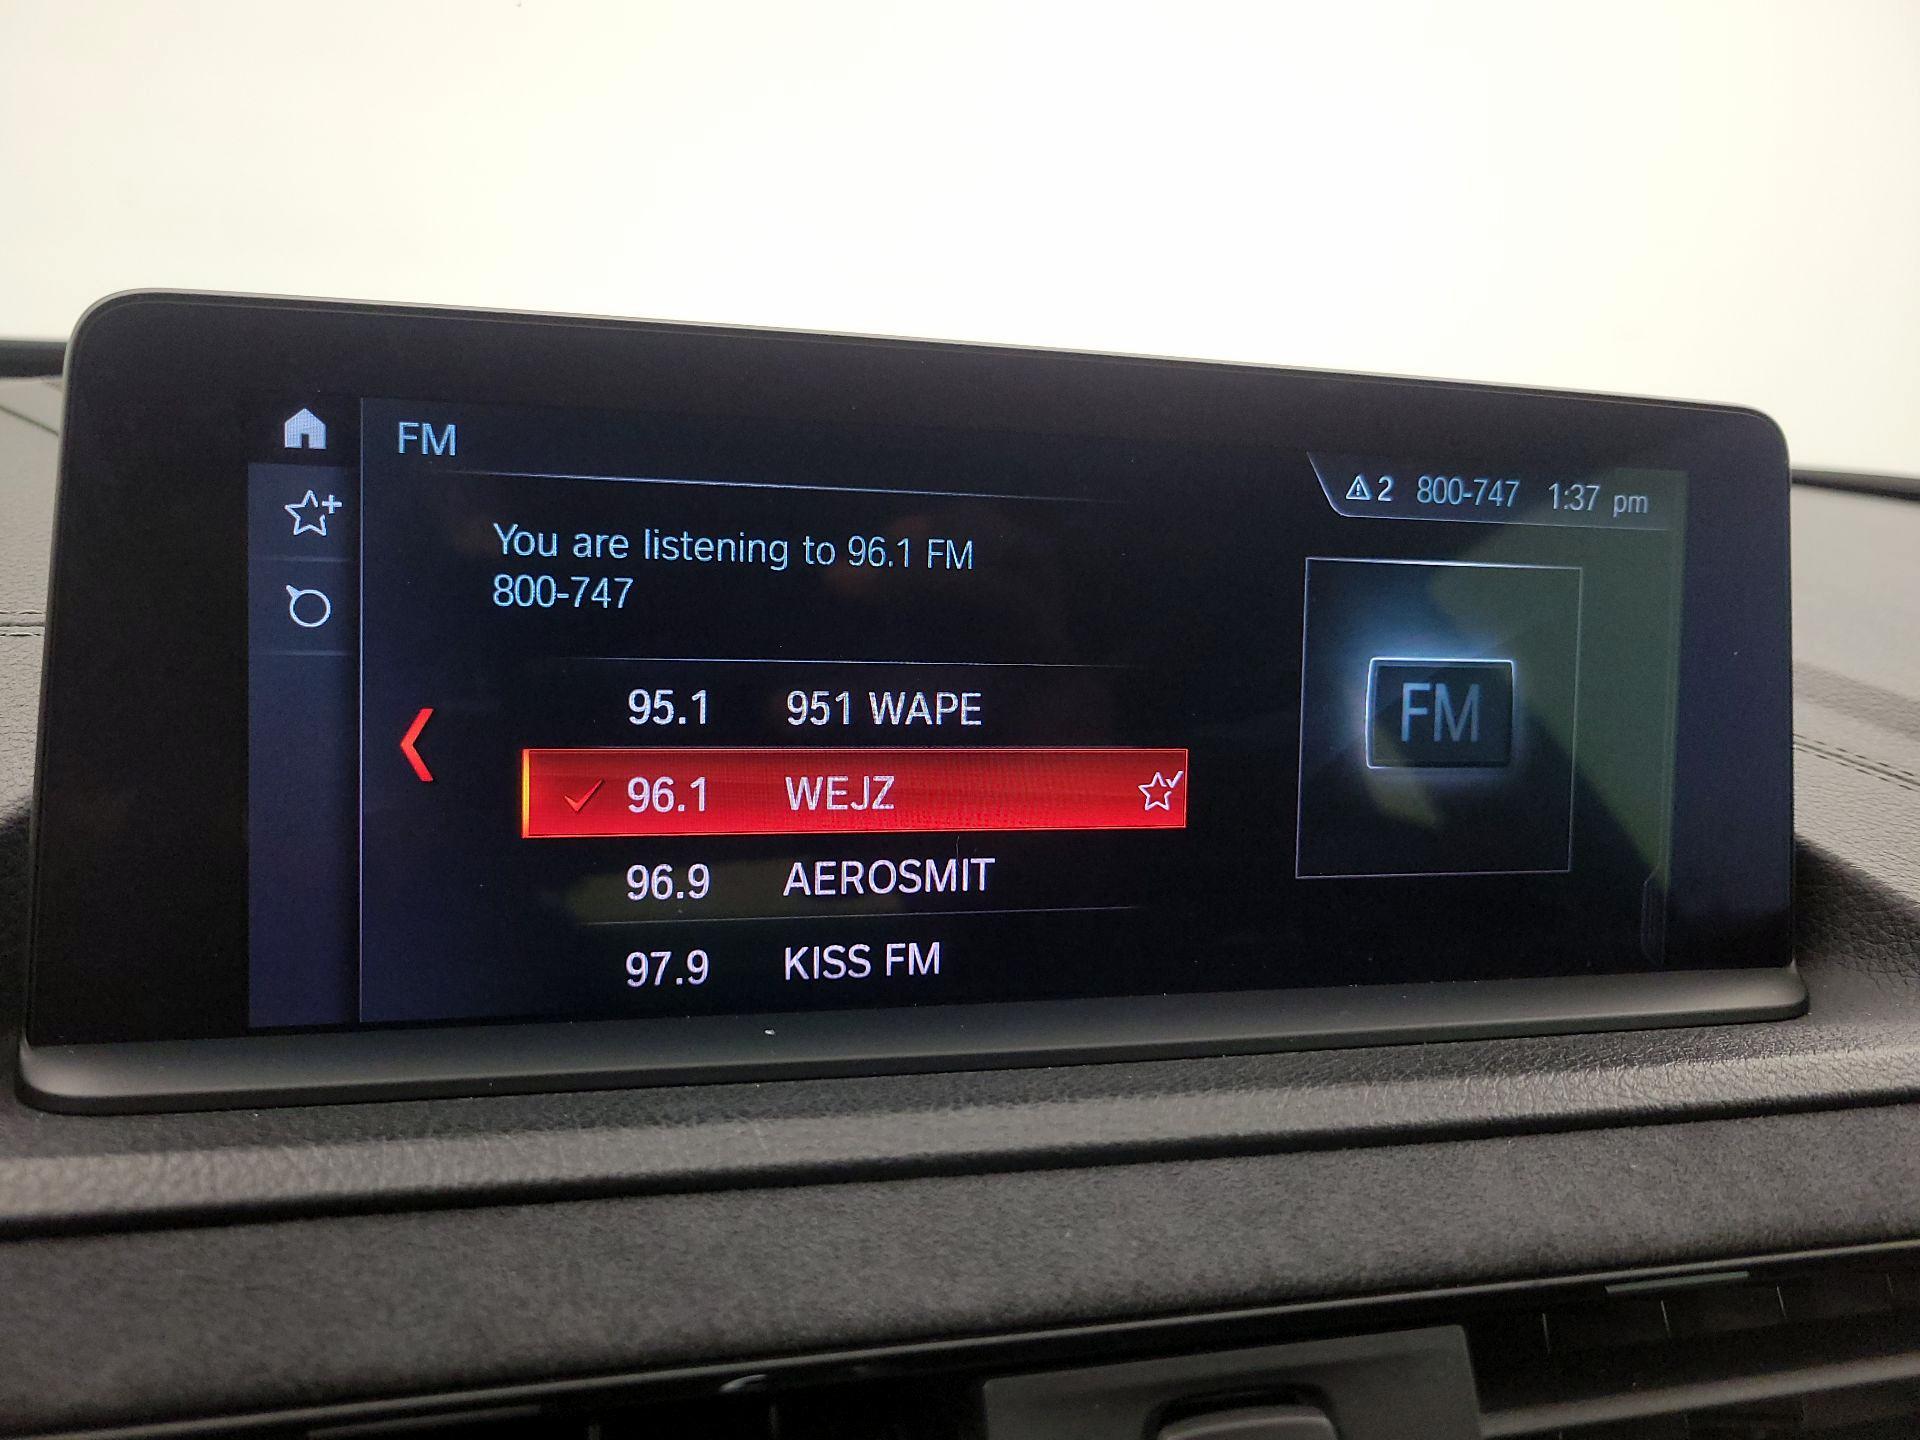 FM
2 800-747 1:37 pm
You are listening to 96.1 FM
800-747
95.1 951 WAPE
96.1 WEJZ
96.9 AEROSMIT
97.9 KISS FM
FM